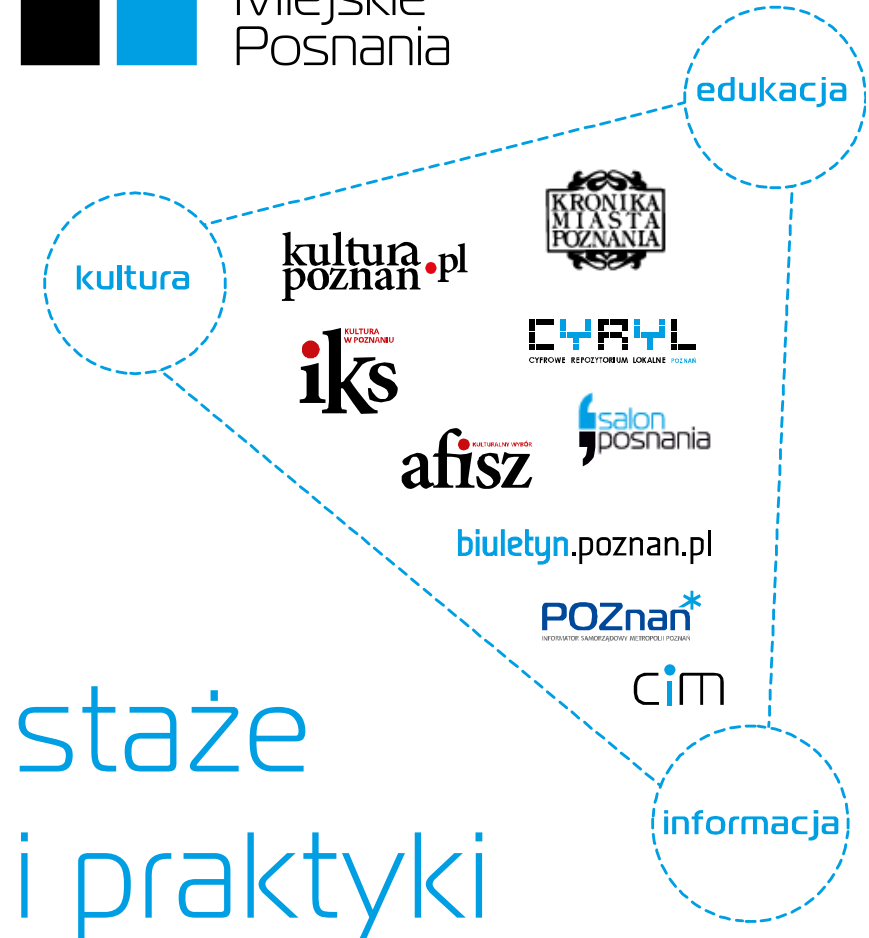 Miejskie
Posnania
edukacja
KRONIKA
MIASTA
POZNANIA
kultura
kultura
poznań.pl
KULTURA
W POZNANIU
iks
CYRYL
CYFROWE REPOZYTORIUM LOKALNE POZNAŃ
salon
posnania
KULTURALNY WYBÓR
afisz
biuletyn.poznan.pl
POZnan*
INFORMATOR SAMORZĄDOWY METROPOLII POZNAŃ
cim
staże
i praktyki
informacja